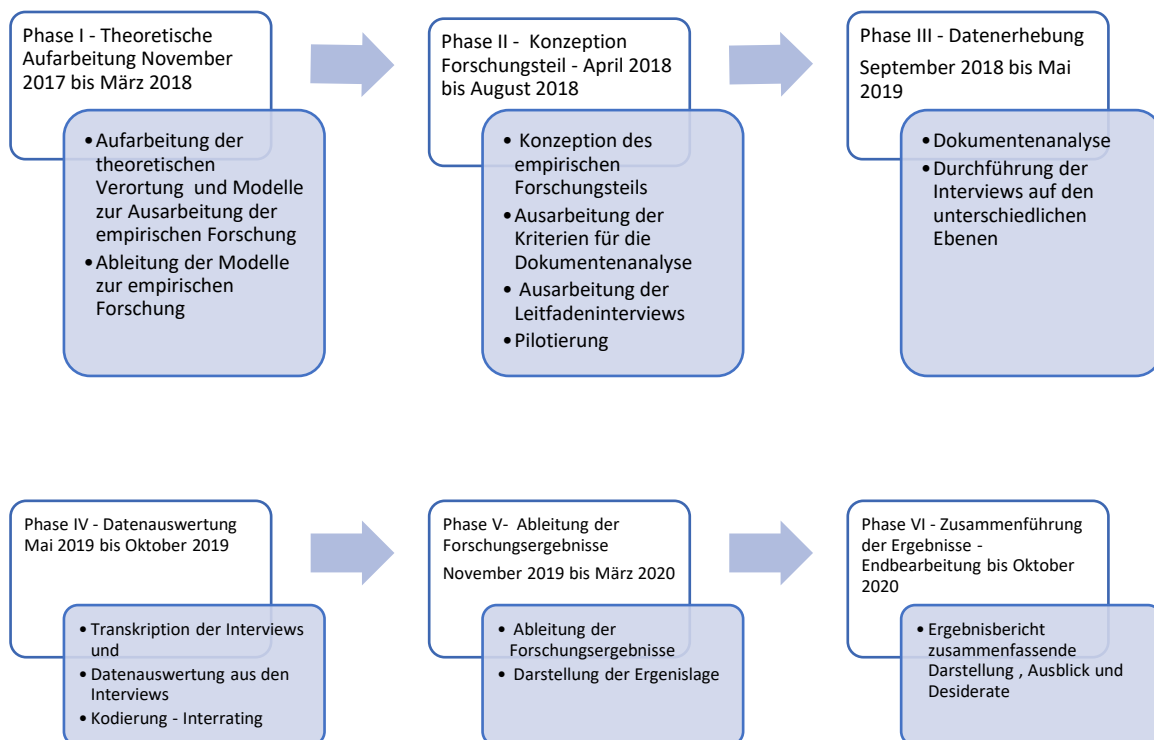 Phase I - Theoretische
Aufarbeitung November
2017 bis März 2018
•Aufarbeitung der
theoretischen
Verortung und Modelle
zur Ausarbeitung der
empirischen Forschung
•Ableitung der Modelle
zur empirischen
Forschung
Phase II - Konzeption
Forschungsteil - April 2018
bis August 2018
• Konzeption des
empirischen
Forschungsteils
•Ausarbeitung der
Kriterien für die
Dokumentenanalyse
• Ausarbeitung der
Leitfadeninterviews
•Pilotierung
Phase III - Datenerhebung
September 2018 bis Mai
2019
•Dokumentenanalyse
•Durchführung der
Interviews auf den
unterschiedlichen
Ebenen
Phase IV - Datenauswertung
Mai 2019 bis Oktober 2019
• Transkription der Interviews
und
• Datenauswertung aus den
Interviews
• Kodierung - Interrating
Phase V- Ableitung der
Forschungsergebnisse
November 2019 bis März 2020
• Ableitung der
Forschungsergebnisse
• Darstellung der Ergenislage
Phase VI - Zusammenführung
der Ergebnisse -
Endbearbeitung bis Oktober
2020
• Ergebnisbericht
zusammenfassende
Darstellung , Ausblick und
Desiderate